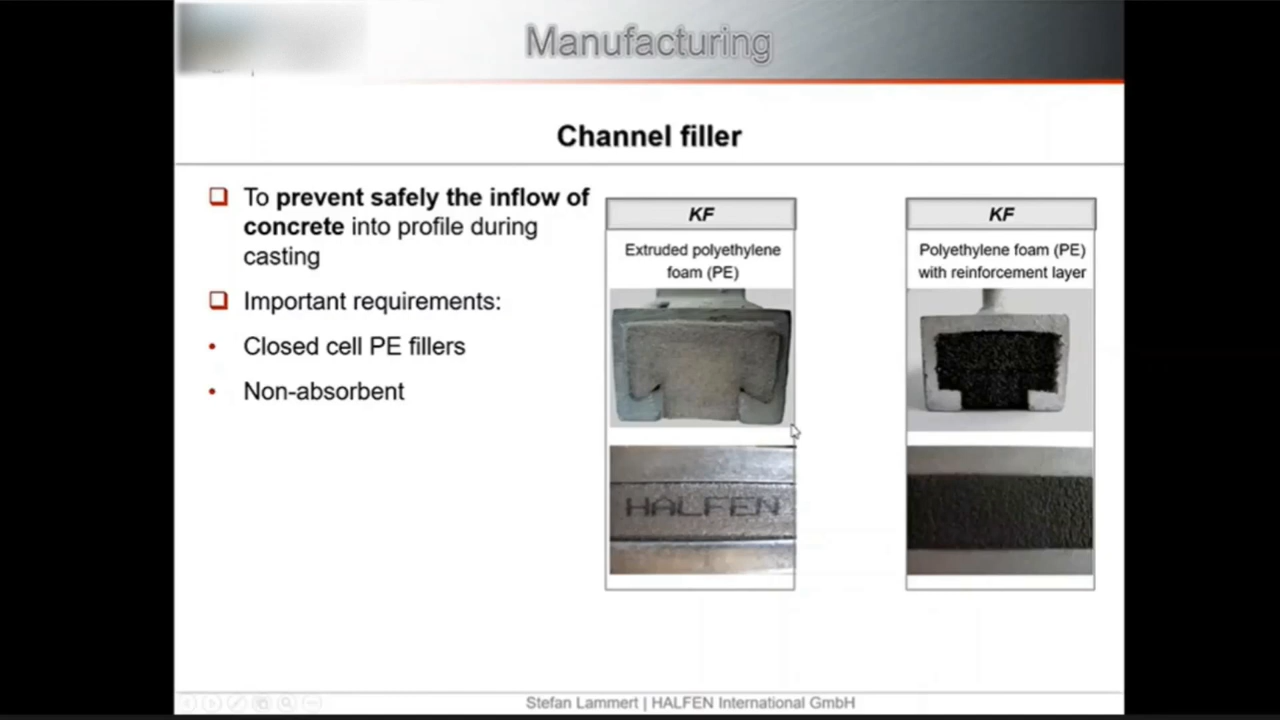 Manufacturing
Channel filler
❑ To prevent safely the inflow of
concrete into profile during
casting
❑ Important requirements:
• Closed cell PE fillers
• Non-absorbent
KF
Extruded polyethylene
foam (PE)
HALFEN
KF
Polyethylene foam (PE)
with reinforcement layer
Stefan Lammert | HALFEN International GmbH